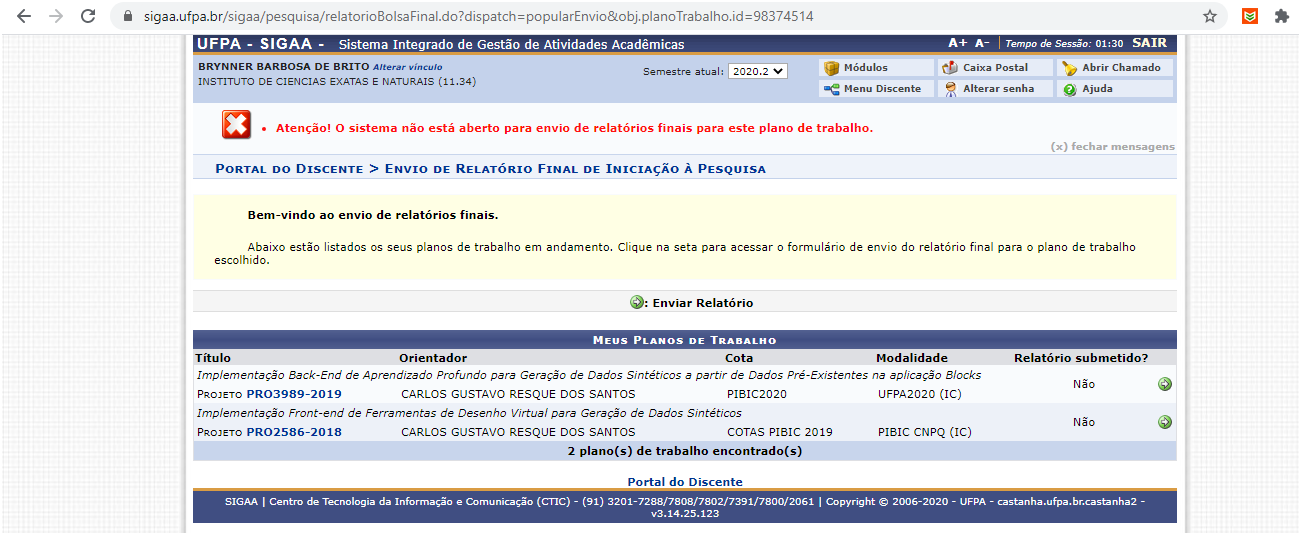 sigaa.ufpa.br/sigaa/pesquisa/relatorioBolsaFinal.do?dispatch=popularEnvio&obj.planoTrabalho.id=98374514
UFPA - SIGAA - Sistema Integrado de Gestão de Atividades Acadêmicas A+ A- | Tempo de Sessão: 01:30 SAIR
BRYNNER BARBOSA DE BRITO Alterar vínculo
INSTITUTO DE CIENCIAS EXATAS E NATURAIS (11.34)
Semestre atual: 2020.2
Módulos Caixa Postal Abrir Chamado
Menu Discente Alterar senha Ajuda
• Atenção! O sistema não está aberto para envio de relatórios finais para este plano de trabalho.
(x) fechar mensagens
Portal do Discente > Envio de Relatório Final de Iniciação à Pesquisa
Bem-vindo ao envio de relatórios finais.
Abaixo estão listados os seus planos de trabalho em andamento. Clique na seta para acessar o formulário de envio do relatório final para o plano de trabalho
escolhido.
: Enviar Relatório
Meus Planos de Trabalho
Título Orientador Cota Modalidade Relatório submetido?
Implementação Back-End de Aprendizado Profundo para Geração de Dados Sintéticos a partir de Dados Pré-Existentes na aplicação Blocks
Projeto PRO3989-2019 CARLOS GUSTAVO RESQUE DOS SANTOS PIBIC2020 UFPA2020 (IC) Não
Implementação Front-end de Ferramentas de Desenho Virtual para Geração de Dados Sintéticos
Projeto PRO2586-2018 CARLOS GUSTAVO RESQUE DOS SANTOS COTAS PIBIC 2019 PIBIC CNPQ (IC) Não
2 plano(s) de trabalho encontrado(s)
Portal do Discente
SIGAA | Centro de Tecnologia da Informação e Comunicação (CTIC) - (91) 3201-7288/7808/7802/7391/7800/2061 | Copyright © 2006-2020 - UFPA - castanha.ufpa.br.castanha2 -
v3.14.25.123